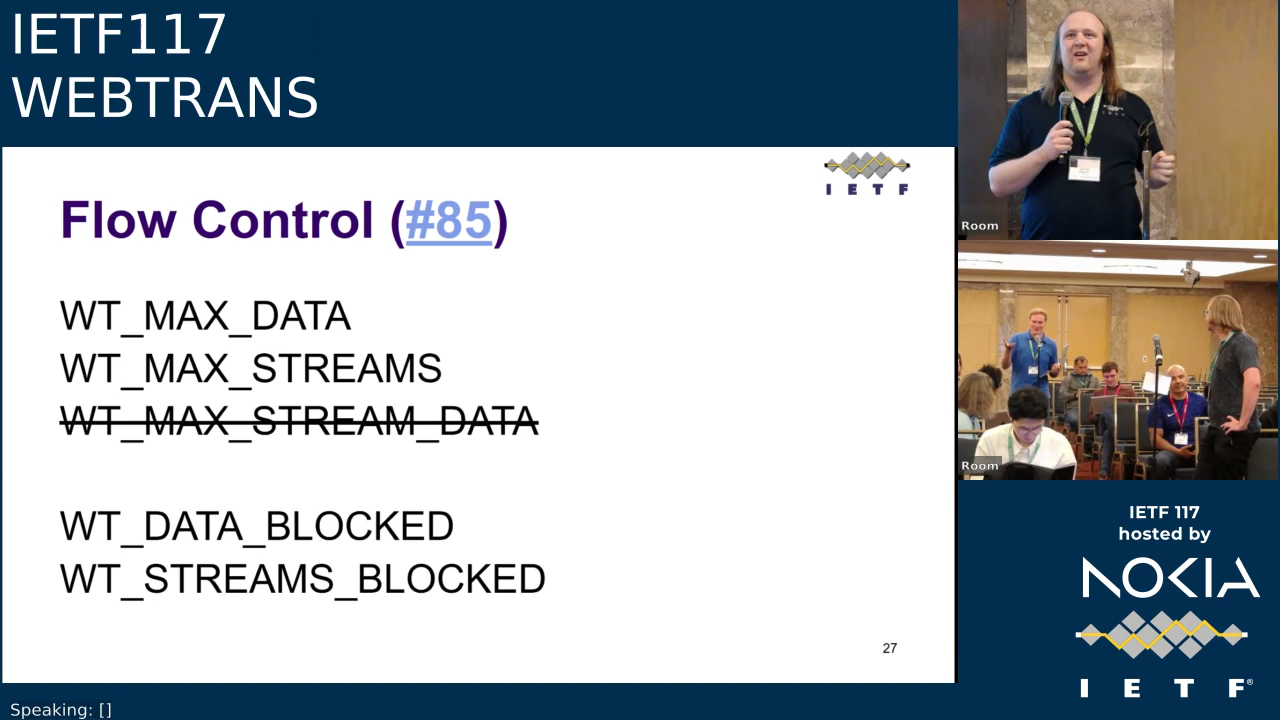 IETF117
WEBTRANS
I E T F
Flow Control (#85)
WT_MAX_DATA
WT_MAX_STREAMS
WT_MAX_STREAM_DATA
WT_DATA_BLOCKED
WT_STREAMS_BLOCKED
27
Speaking: []
Room
Room
IETF 117
hosted by
NOKIA
I E T F®